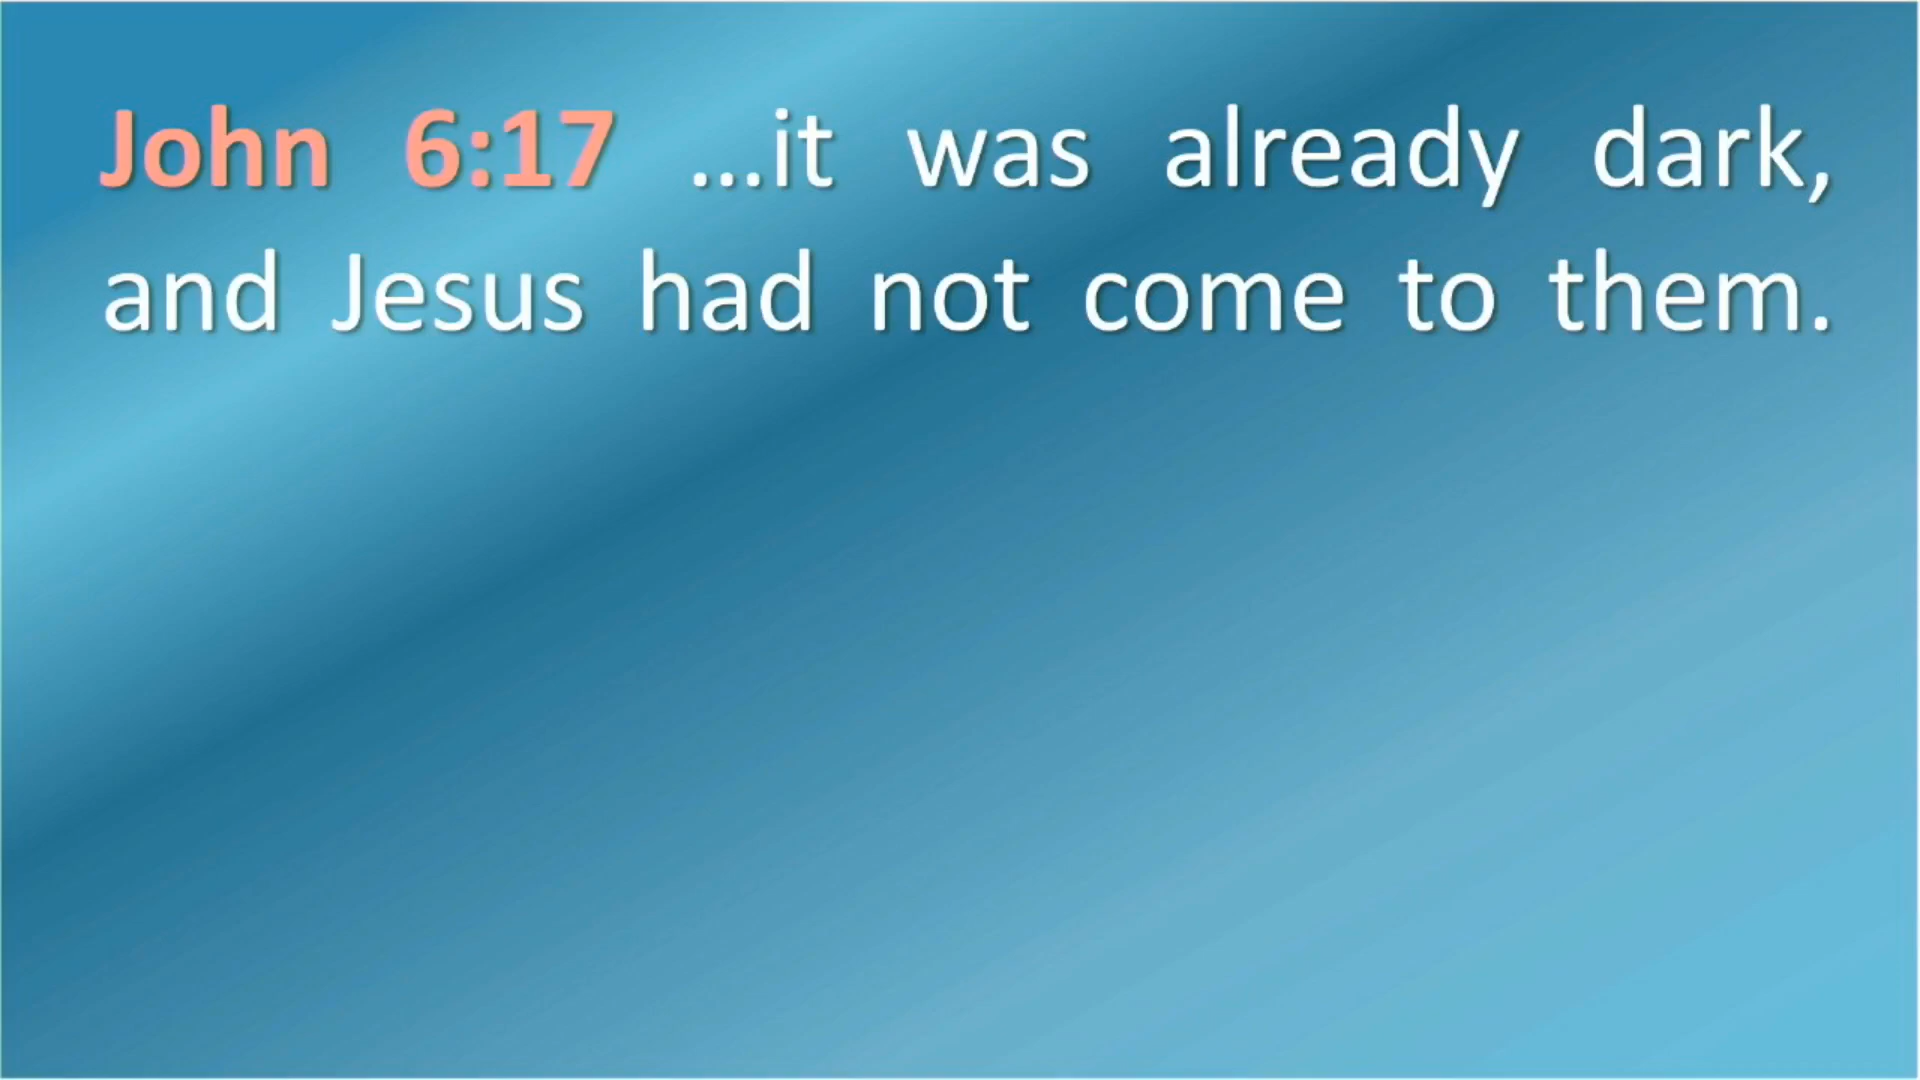 John 6:17 ...it was already dark,
and Jesus had not come to them.